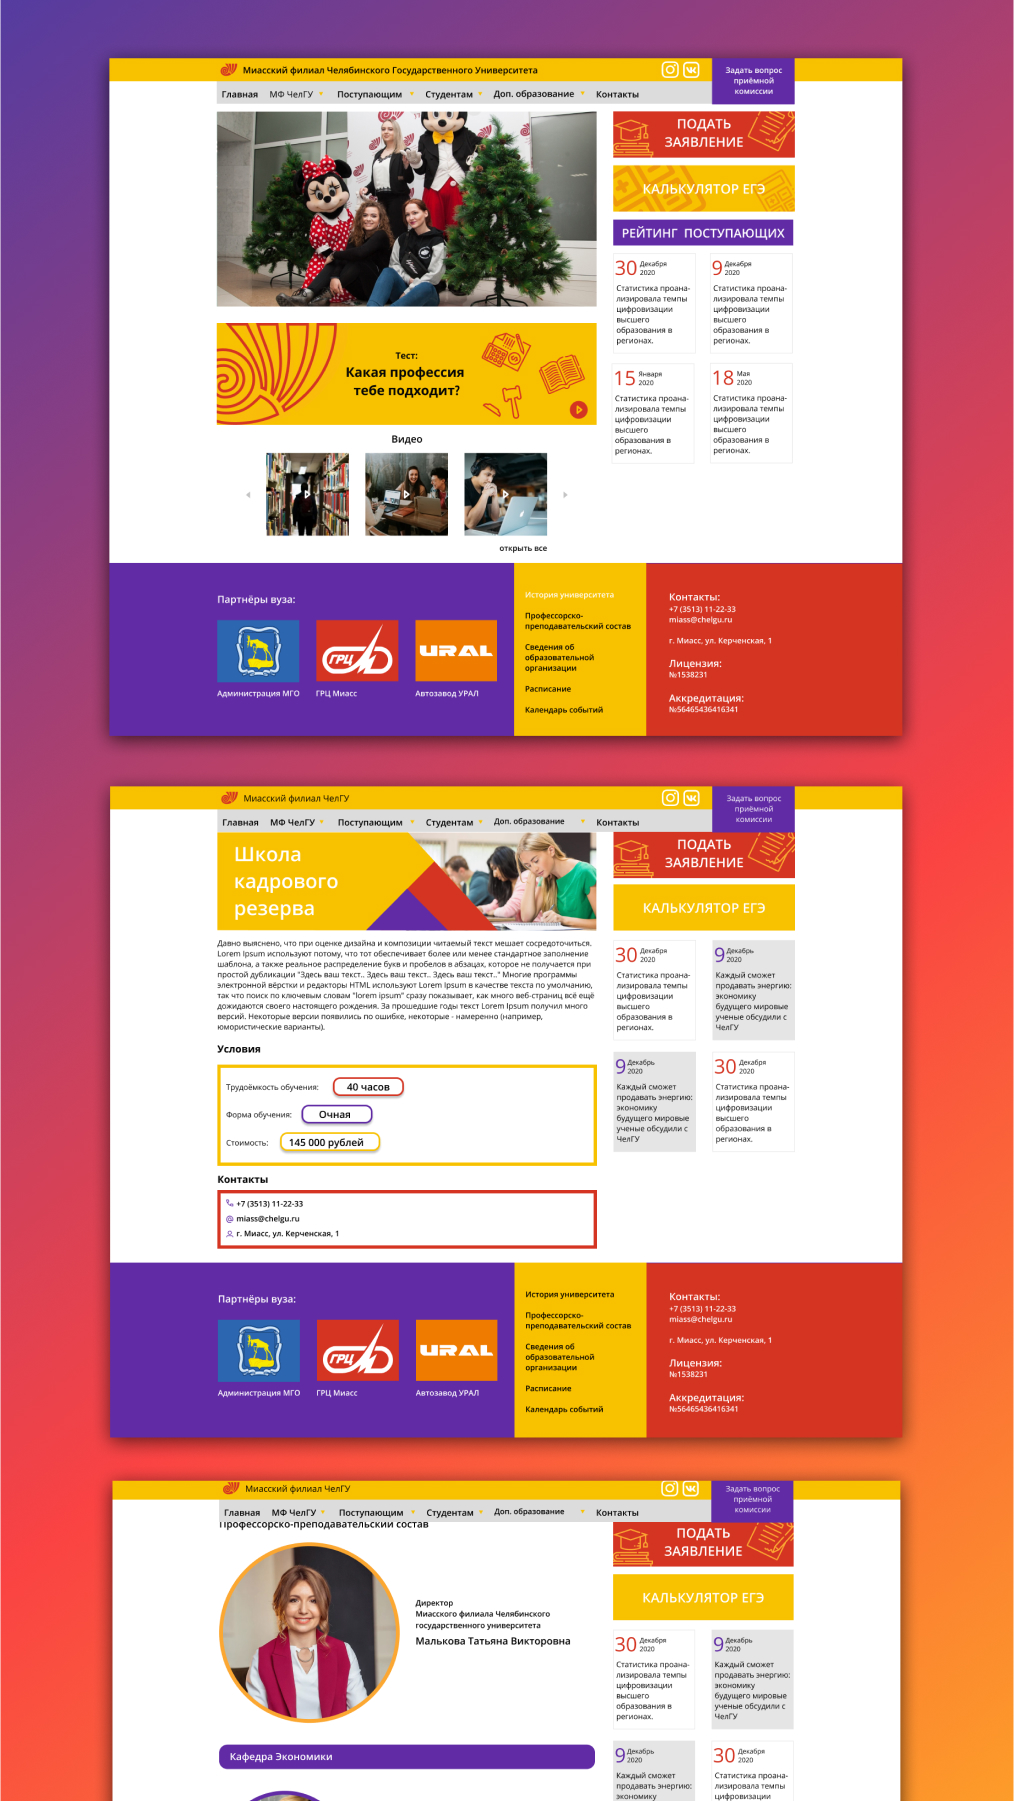 Миасский филиал Челябинского Государственного Университета
Задать вопрос
приёмной
комиссии
Главная МФ ЧелГУ Поступающим Студентам Доп. образование Контакты
ПОДАТЬ
ЗАЯВЛЕНИЕ
КАЛЬКУЛЯТОР ЕГЭ
РЕЙТИНГ ПОСТУПАЮЩИХ
30 Декабря
2020
Статистика проана-
лизировала темпы
цифровизации
высшего
образования в
регионах.
9 Декабря
2020
Статистика проана-
лизировала темпы
цифровизации
высшего
образования в
регионах.
15 Января
2020
Статистика проана-
лизировала темпы
цифровизации
высшего
образования в
регионах.
18 Мая
2020
Статистика проана-
лизировала темпы
цифровизации
высшего
образования в
регионах.
Тест:
Какая профессия
тебе подходит?
Видео
открыть все
Партнёры вуза:
ГРЦ
URAL
Администрация МГО ГРЦ Миасс Автозавод УРАЛ
История университета
Профессорско-
преподавательский состав
Сведения об
образовательной
организации
Расписание
Календарь событий
Контакты:
+7 (3513) 11-22-33
miass@chelgu.ru
г. Миасс, ул. Керченская, 1
Лицензия:
№1538231
Аккредитация:
№56465436416341
Миасский филиал ЧелГУ
Задать вопрос
приёмной
комиссии
Главная МФ ЧелГУ Поступающим Студентам Доп. образование Контакты
Школа
кадрового
резерва
ПОДАТЬ
ЗАЯВЛЕНИЕ
КАЛЬКУЛЯТОР ЕГЭ
Давно выяснено, что при оценке дизайна и композиции читаемый текст мешает сосредоточиться.
Lorem Ipsum используют потому, что тот обеспечивает более или менее стандартное заполнение
шаблона, а также реальное распределение букв и пробелов в абзацах, которое не получается при
простой дубликации "Здесь ваш текст.. Здесь ваш текст.. Здесь ваш текст.." Многие программы
электронной вёрстки и редакторы HTML используют Lorem Ipsum в качестве текста по умолчанию,
так что поиск по ключевым словам "lorem ipsum" сразу показывает, как много веб-страниц всё ещё
дожидаются своего настоящего рождения. За прошедшие годы текст Lorem Ipsum получил много
версий. Некоторые версии появились по ошибке, некоторые - намеренно (например,
юмористические варианты).
30 Декабря
2020
Статистика проана-
лизировала темпы
цифровизации
высшего
образования в
регионах.
9 Декабрь
2020
Каждый сможет
продавать энергию:
экономику
будущего мировые
ученые обсудили с
ЧелГУ
9 Декабрь
2020
Каждый сможет
продавать энергию:
экономику
будущего мировые
ученые обсудили с
ЧелГУ
30 Декабря
2020
Статистика проана-
лизировала темпы
цифровизации
высшего
образования в
регионах.
Условия
Трудоёмкость обучения: 40 часов
Форма обучения: Очная
Стоимость: 145 000 рублей
Контакты
+7 (3513) 11-22-33
miass@chelgu.ru
г. Миасс, ул. Керченская, 1
Партнёры вуза:
ГРЦ
URAL
Администрация МГО ГРЦ Миасс Автозавод УРАЛ
История университета
Профессорско-
преподавательский состав
Сведения об
образовательной
организации
Расписание
Календарь событий
Контакты:
+7 (3513) 11-22-33
miass@chelgu.ru
г. Миасс, ул. Керченская, 1
Лицензия:
№1538231
Аккредитация:
№56465436416341
Миасский филиал ЧелГУ
Задать вопрос
приёмной
комиссии
Главная МФ ЧелГУ Поступающим Студентам Доп. образование Контакты
Профессорско-преподавательский состав
ПОДАТЬ
ЗАЯВЛЕНИЕ
КАЛЬКУЛЯТОР ЕГЭ
Директор
Миасского филиала Челябинского
государственного университета
Малькова Татьяна Викторовна
30 Декабря
2020
Статистика проана-
лизировала темпы
цифровизации
высшего
образования в
регионах.
9 Декабрь
2020
Каждый сможет
продавать энергию:
экономику
будущего мировые
ученые обсудили с
ЧелГУ
Кафедра Экономики
9 Декабрь
2020
Каждый сможет
продавать энергию:
экономику
30 Декабря
2020
Статистика проана-
лизировала темпы
цифровизации